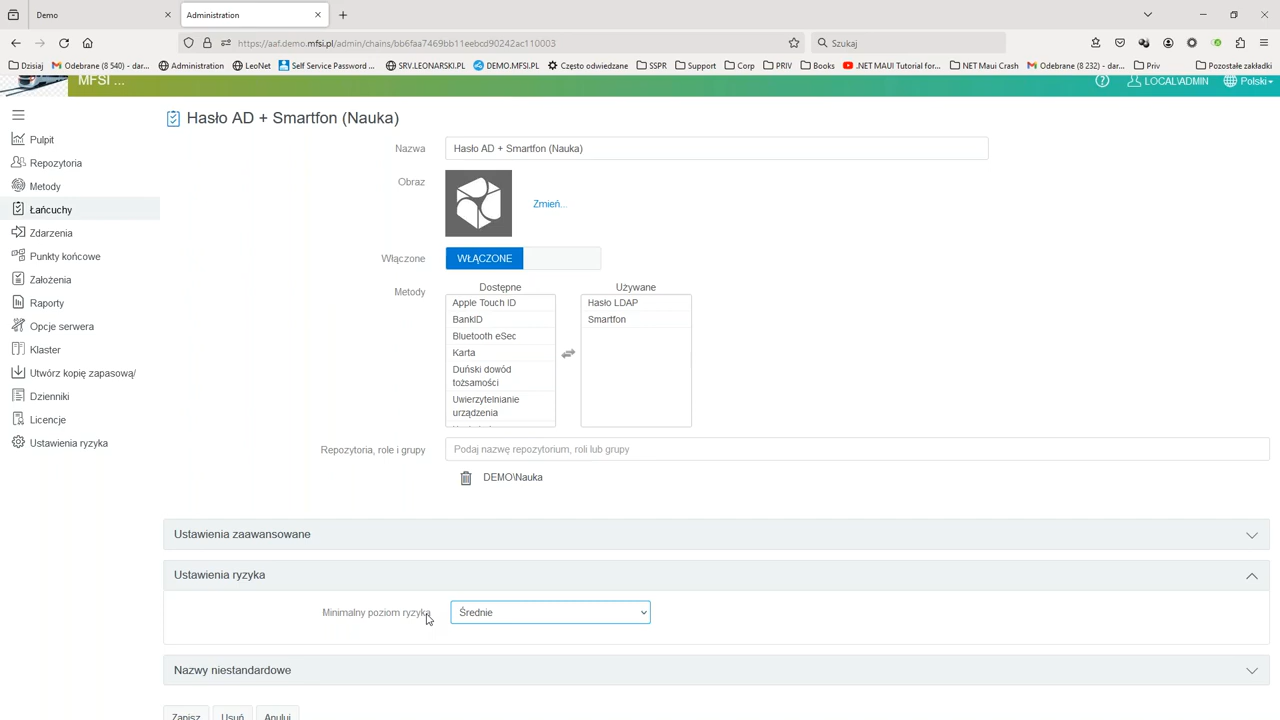 Demo
Administration
https://aaf.demo.mfsi.pl/admin/chains/bb6faa7469bb11eebcd90242ac110003
Szukaj
Dzisiaj
Odebrane (8 540) - dar...
Administration
LeoNet
Self Service Password ...
SRV.LEONARSKI.PL
DEMO.MFSI.PL
Często odwiedzane
SSPR
Support
Corp
PRIV
Books
.NET MAUI Tutorial for...
.NET Maui Crash
Odebrane (8 232) - dar...
Priv
Pozostałe zakładki
MFSI ...
LOCAL\ADMIN
Polski
Pulpit
Repozytoria
Metody
Łańcuchy
Zdarzenia
Punkty końcowe
Założenia
Raporty
Opcje serwera
Klaster
Utwórz kopię zapasową/
Dzienniki
Licencje
Ustawienia ryzyka
Hasło AD + Smartfon (Nauka)
Nazwa
Hasło AD + Smartfon (Nauka)
Obraz
Zmień...
Włączone
WŁĄCZONE
Metody
Dostępne
Apple Touch ID
BankID
Bluetooth eSec
Karta
Duński dowód
tożsamości
Uwierzytelnianie
urządzenia
Używane
Hasło LDAP
Smartfon
Repozytoria, role i grupy
Podaj nazwę repozytorium, roli lub grupy
DEMO\Nauka
Ustawienia zaawansowane
Ustawienia ryzyka
Minimalny poziom ryzyka
Średnie
Nazwy niestandardowe
Zapisz
Usuń
Anuluj